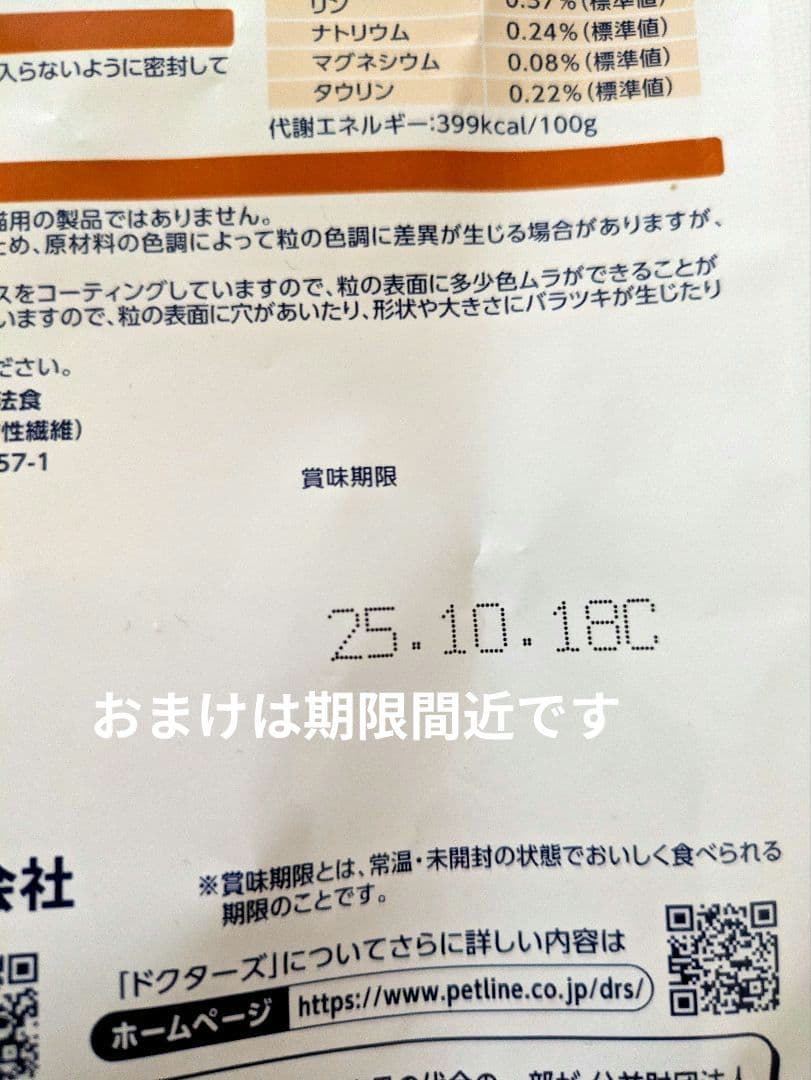 リン 0.37%(標準値)
ナトリウム 0.24%(標準値)
マグネシウム 0.08%(標準値)
タウリン 0.22%(標準値)
入らないように密封して
代謝エネルギー:399kcal/100g
猫用の製品ではありません。
ため、原材料の色調によって粒の色調に差異が生じる場合がありますが、
スをコーティングしていますので、粒の表面に多少色ムラができることが
いますので、粒の表面に穴があいたり、形状や大きさにバラツキが生じたり
ださい。
法食
性繊維)
57-1
賞味期限
25.10.18C
おまけは期限間近です
会社
※賞味期限とは、常温・未開封の状態でおいしく食べられる
期限のことです。
「ドクターズ」についてさらに詳しい内容は
ホームページ https://www.petline.co.jp/drs/